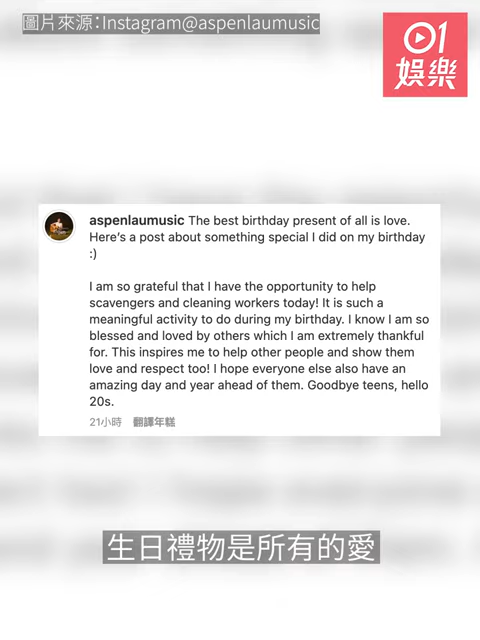 圖片來源：Instagram@aspenlaumusic
01
娛樂
aspenlaumusic The best birthday present of all is love.
Here's a post about something special I did on my birthday
:)
I am so grateful that I have the opportunity to help
scavengers and cleaning workers today! It is such a
meaningful activity to do during my birthday. I know I am so
blessed and loved by others which I am extremely thankful
for. This inspires me to help other people and show them
love and respect too! I hope everyone else also have an
amazing day and year ahead of them. Goodbye teens, hello
20s.
21小時 翻譯年糕
生日禮物是所有的愛